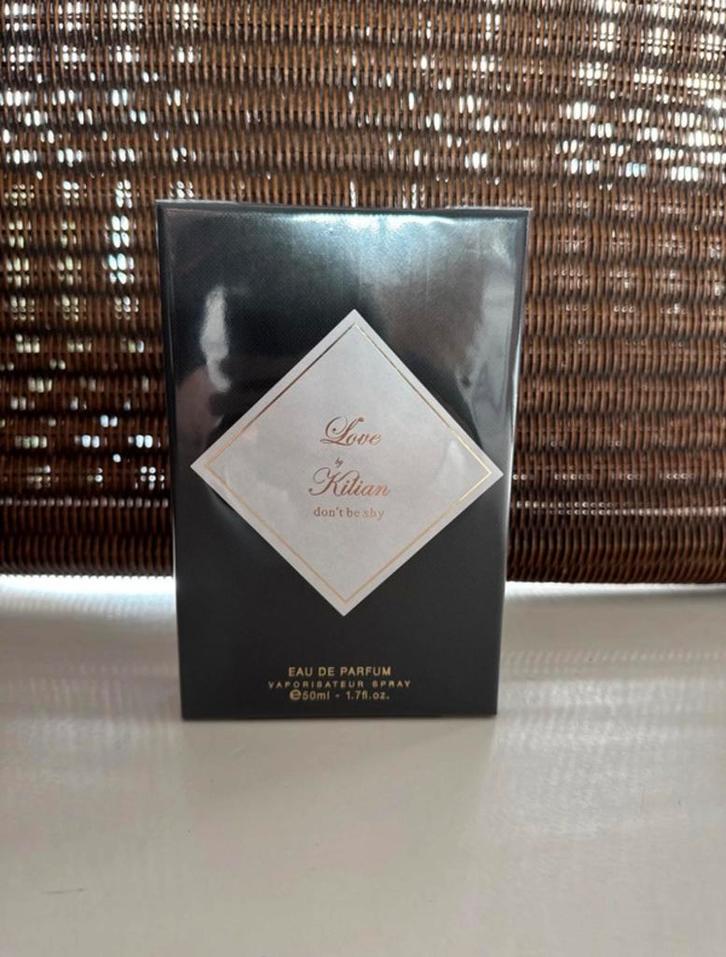 Love
by
Kilian
don't be shy
EAU DE PARFUM
VAPORISATEUR SPRAY
℮50ml - 1.7fl.oz.